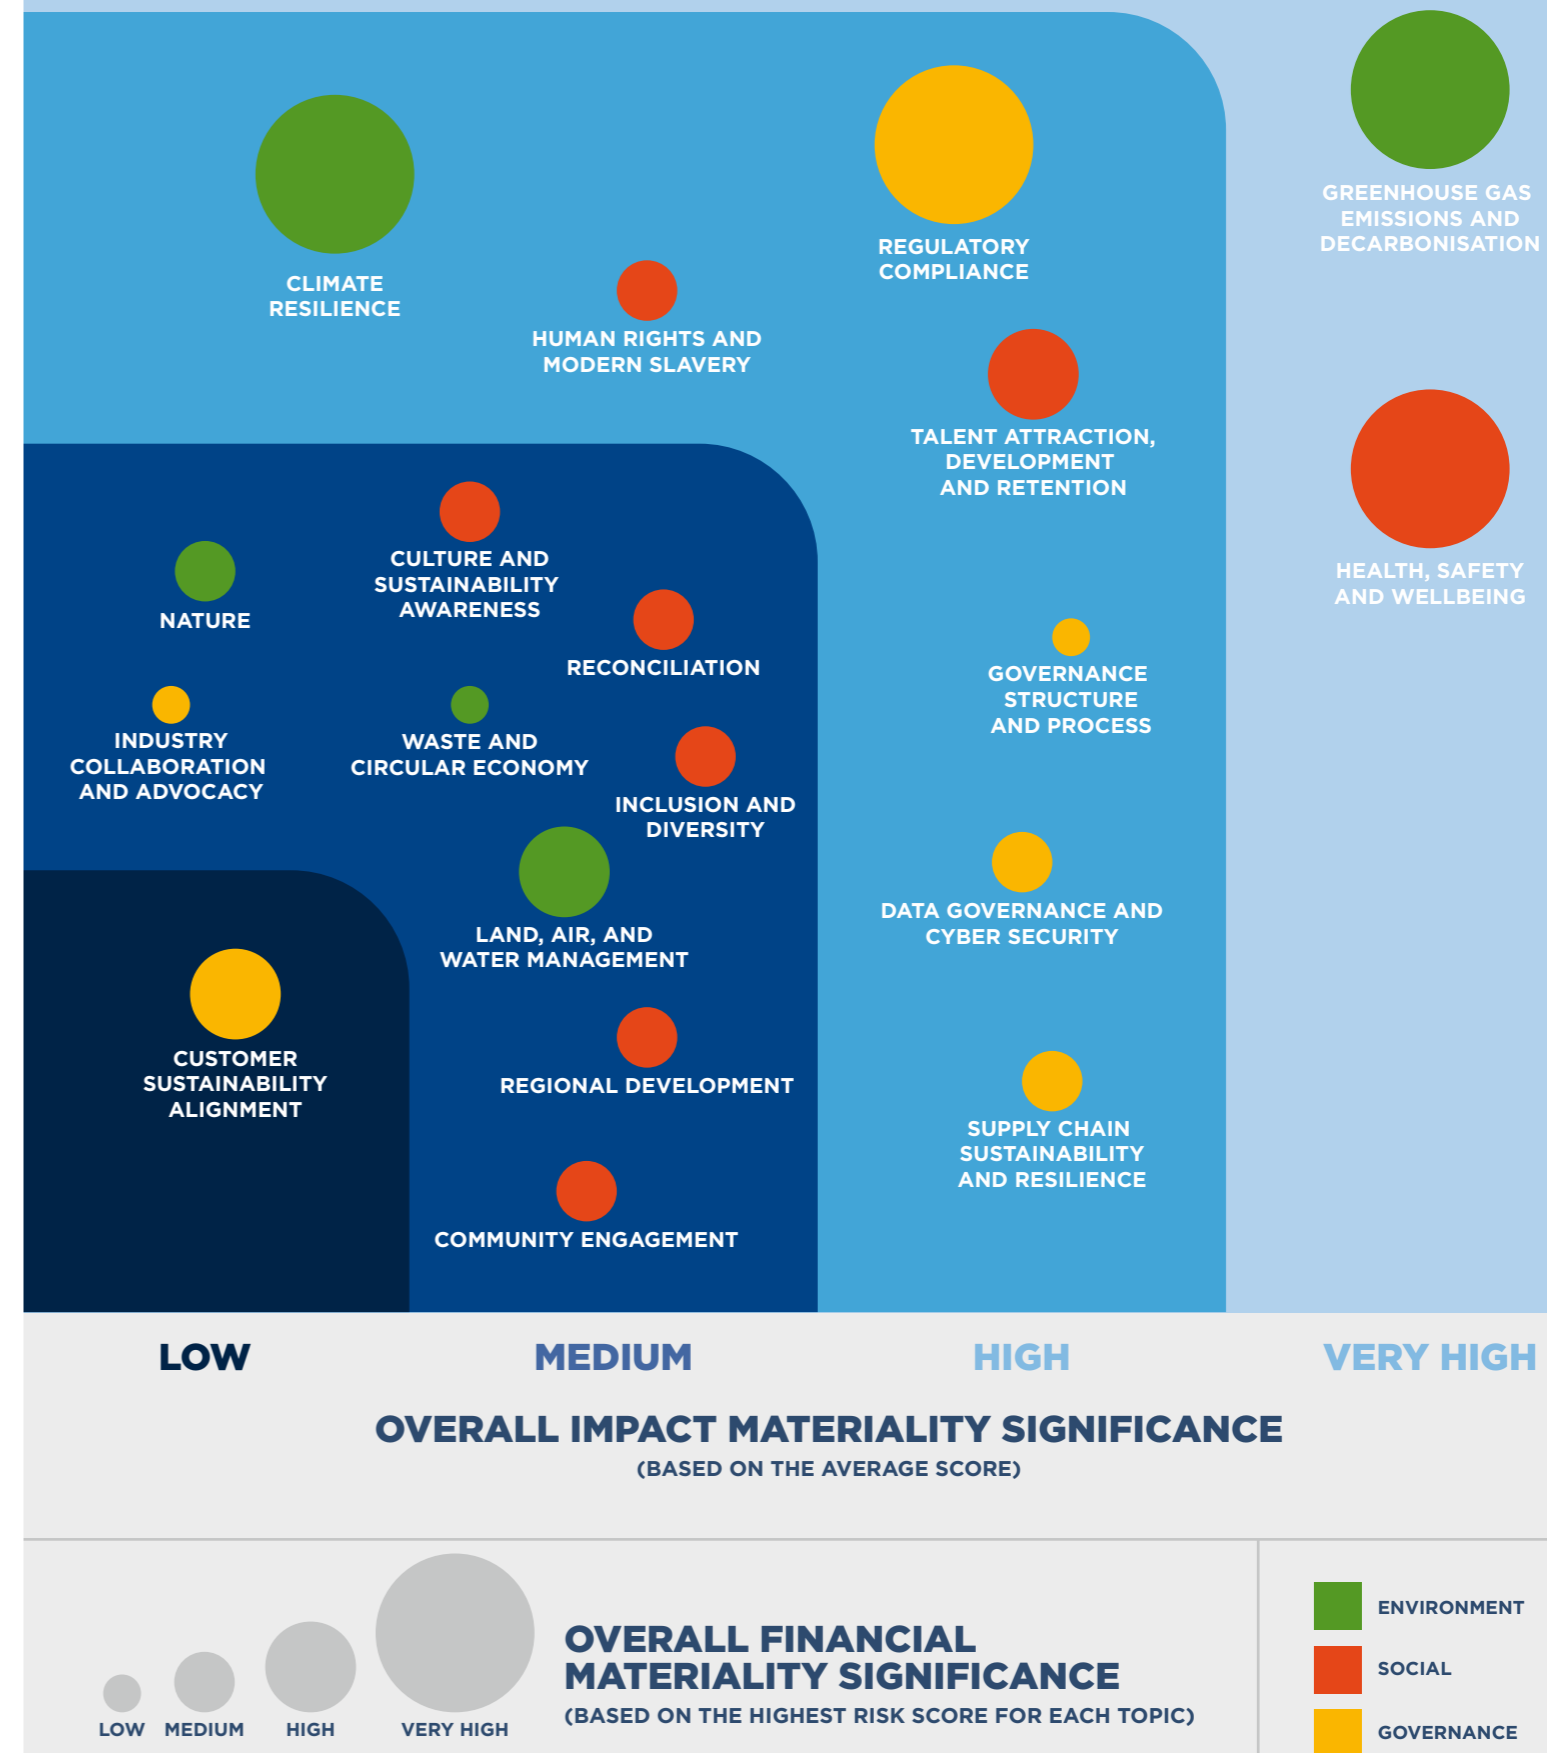 CLIMATE
RESILIENCE
HUMAN RIGHTS AND
MODERN SLAVERY
REGULATORY
COMPLIANCE
GREENHOUSE GAS
EMISSIONS AND
DECARBONISATION
TALENT ATTRACTION,
DEVELOPMENT
AND RETENTION
HEALTH, SAFETY
AND WELLBEING
NATURE
CULTURE AND
SUSTAINABILITY
AWARENESS
RECONCILIATION
GOVERNANCE
STRUCTURE
AND PROCESS
INDUSTRY
COLLABORATION
AND ADVOCACY
WASTE AND
CIRCULAR ECONOMY
INCLUSION AND
DIVERSITY
LAND, AIR, AND
WATER MANAGEMENT
DATA GOVERNANCE AND
CYBER SECURITY
CUSTOMER
SUSTAINABILITY
ALIGNMENT
REGIONAL DEVELOPMENT
SUPPLY CHAIN
SUSTAINABILITY
AND RESILIENCE
COMMUNITY ENGAGEMENT
LOW MEDIUM HIGH VERY HIGH
OVERALL IMPACT MATERIALITY SIGNIFICANCE
(BASED ON THE AVERAGE SCORE)
LOW MEDIUM HIGH VERY HIGH
OVERALL FINANCIAL
MATERIALITY SIGNIFICANCE
(BASED ON THE HIGHEST RISK SCORE FOR EACH TOPIC)
ENVIRONMENT
SOCIAL
GOVERNANCE